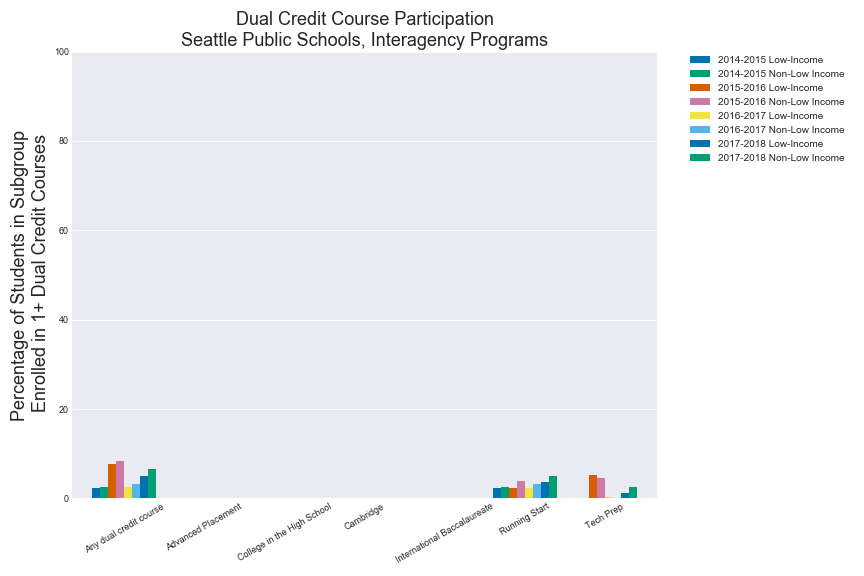 Dual Credit Course Participation
Seattle Public Schools, Interagency Programs
2014-2015 Low-Income
2014-2015 Non-Low Income
2015-2016 Low-Income
2015-2016 Non-Low Income
2016-2017 Low-Income
2016-2017 Non-Low Income
2017-2018 Low-Income
2017-2018 Non-Low Income
Percentage of Students in Subgroup
Enrolled in 1+ Dual Credit Courses
100
80
60
40
20
0
Any dual credit course
Advanced Placement
College in the High School
Cambridge
International Baccalaureate
Running Start
Tech Prep